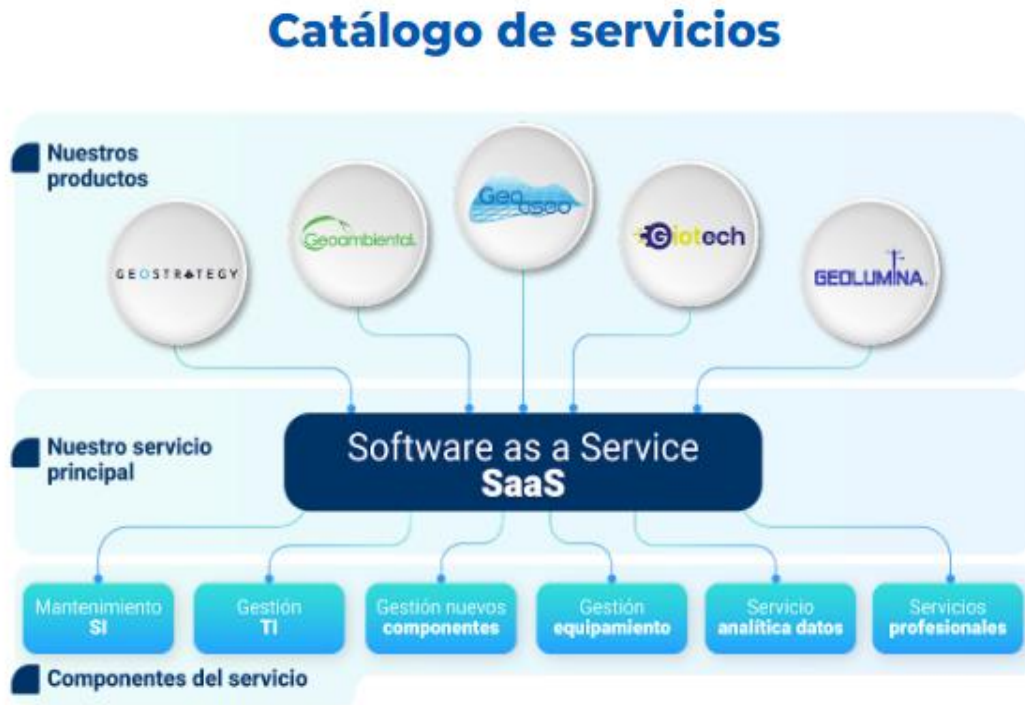 Catálogo de servicios
Nuestros
productos
GEOSTRATEGY
Geoambiental
Geo
aseo
Giotech
GEOLUMINA
Nuestro servicio
principal
Software as a Service
SaaS
Mantenimiento
SI
Gestión
TI
Gestión nuevos
componentes
Gestión
equipamiento
Servicio
analítica datos
Servicios
profesionales
Componentes del servicio